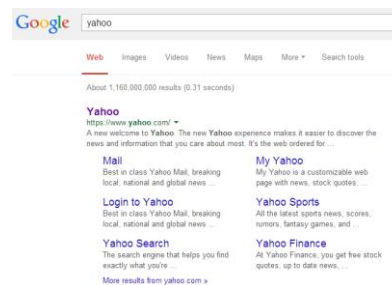 Google yahoo
Web Images Videos News Maps More Search tools
About 1,160,000,000 results (0.31 seconds)
Yahoo
https://www.yahoo.com/
A new welcome to Yahoo. The new Yahoo experience makes it easier to discover the
news and information that you care about most. It's the web ordered for ...
Mail
Best in class Yahoo Mail, breaking
local, national and global news ...
My Yahoo
My Yahoo is a customizable web
page with news, stock quotes, ...
Login to Yahoo
Best in class Yahoo Mail, breaking
local, national and global news ...
Yahoo Sports
All the latest sports news, scores,
rumors, fantasy games, and ...
Yahoo Search
The search engine that helps you find
exactly what you're ...
Yahoo Finance
At Yahoo Finance, you get free stock
quotes, up to date news, ...
More results from yahoo.com »